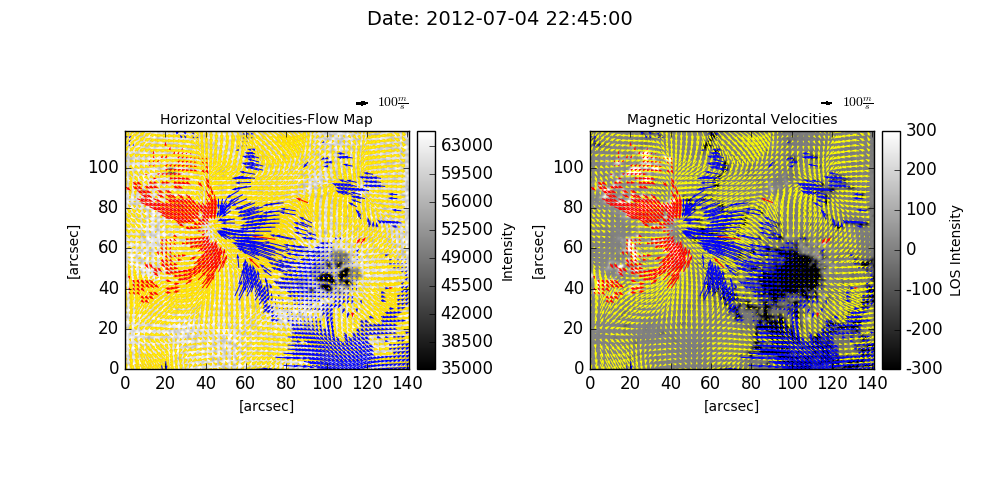 Date: 2012-07-04 22:45:00
100 m/s
Horizontal Velocities-Flow Map
100
80
60
40
20
0
[arcsec]
0 20 40 60 80 100 120 140
[arcsec]
63000
59500
56000
52500
49000
45500
42000
38500
35000
Intensity
100 m/s
Magnetic Horizontal Velocities
100
80
60
40
20
0
[arcsec]
0 20 40 60 80 100 120 140
[arcsec]
300
200
100
0
-100
-200
-300
LOS Intensity